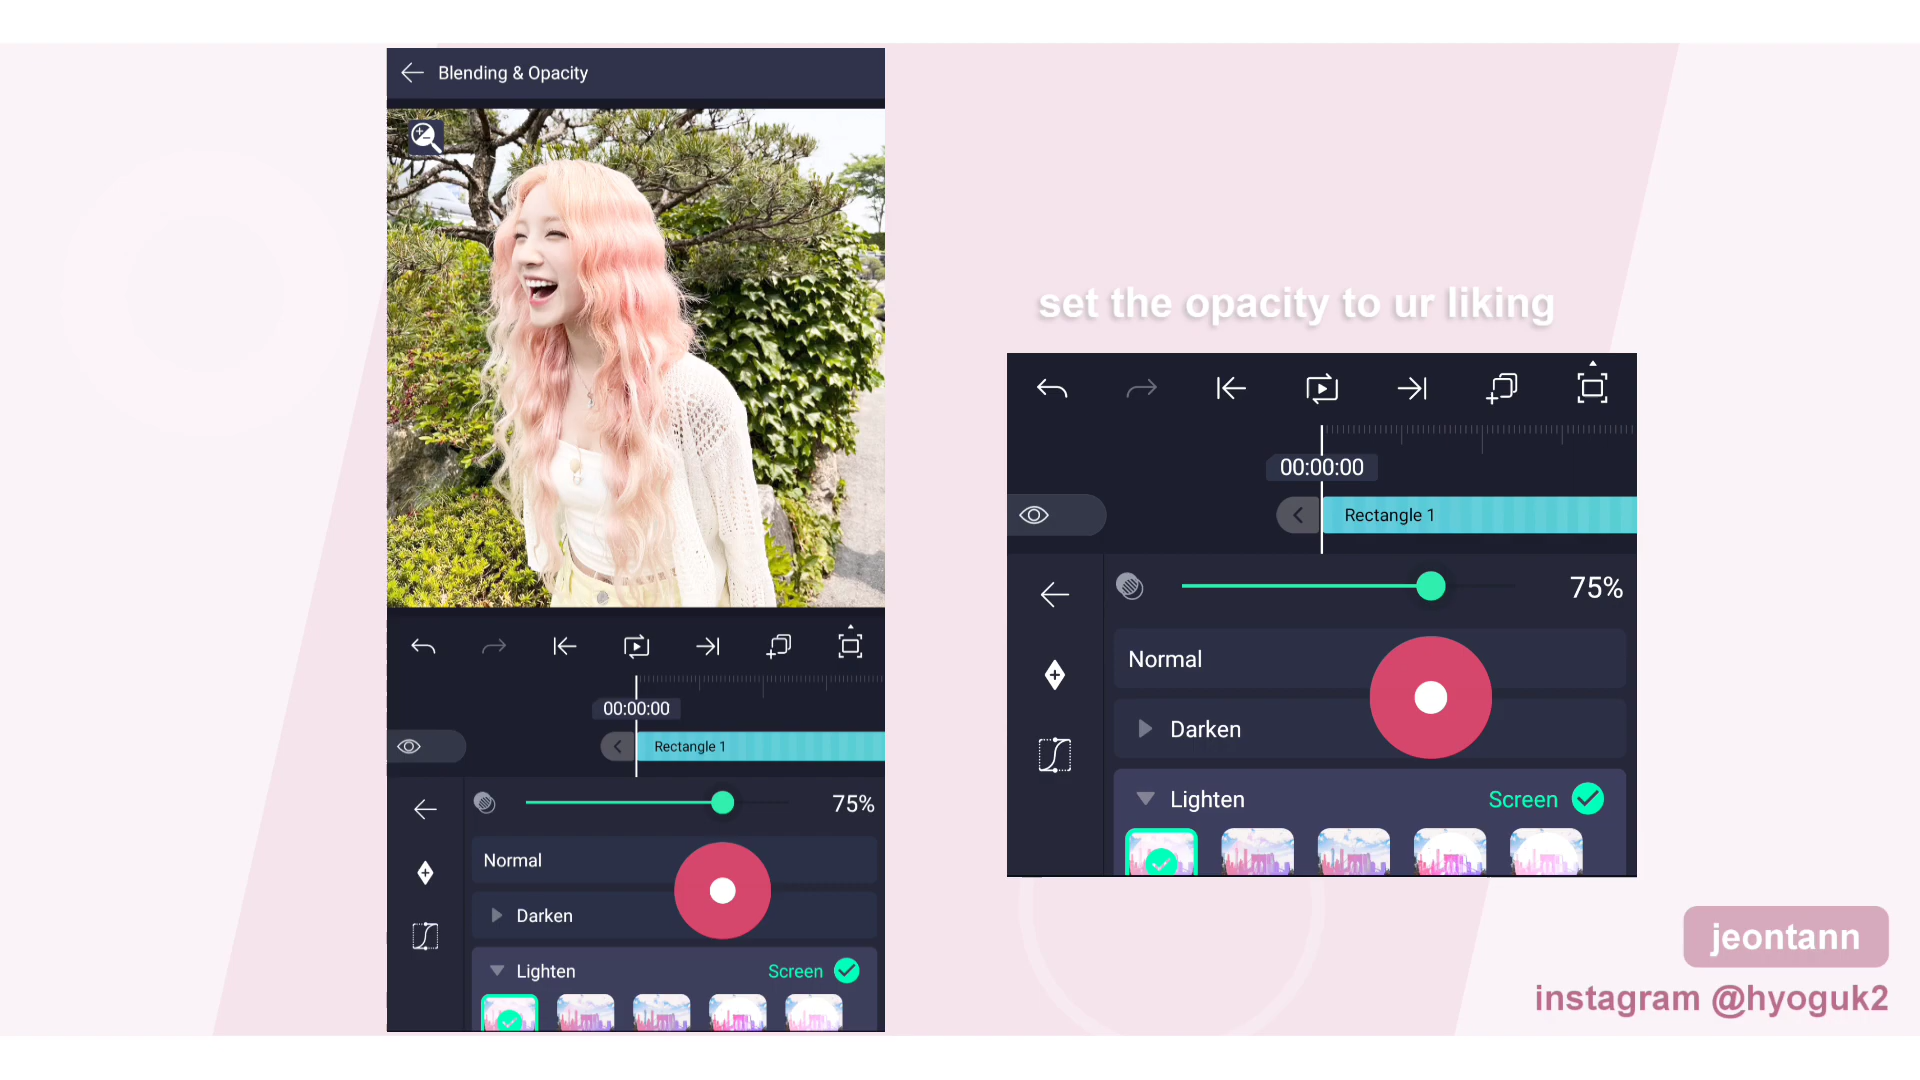 Blending & Opacity
00:00:00
Rectangle 1
75%
Normal
Darken
Lighten Screen
set the opacity to ur liking
00:00:00
Rectangle 1
75%
Normal
Darken
Lighten Screen
jeontann
instagram @hyoguk2